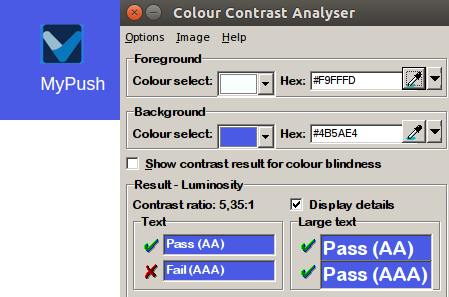 MyPush
Colour Contrast Analyser
Options Image Help
Foreground
Colour select: Hex: #F9FFFD
Background
Colour select: Hex: #4B5AE4
Show contrast result for colour blindness
Result - Luminosity
Contrast ratio: 5,35:1 Display details
Text
Pass (AA)
Fail (AAA)
Large text
Pass (AA)
Pass (AAA)